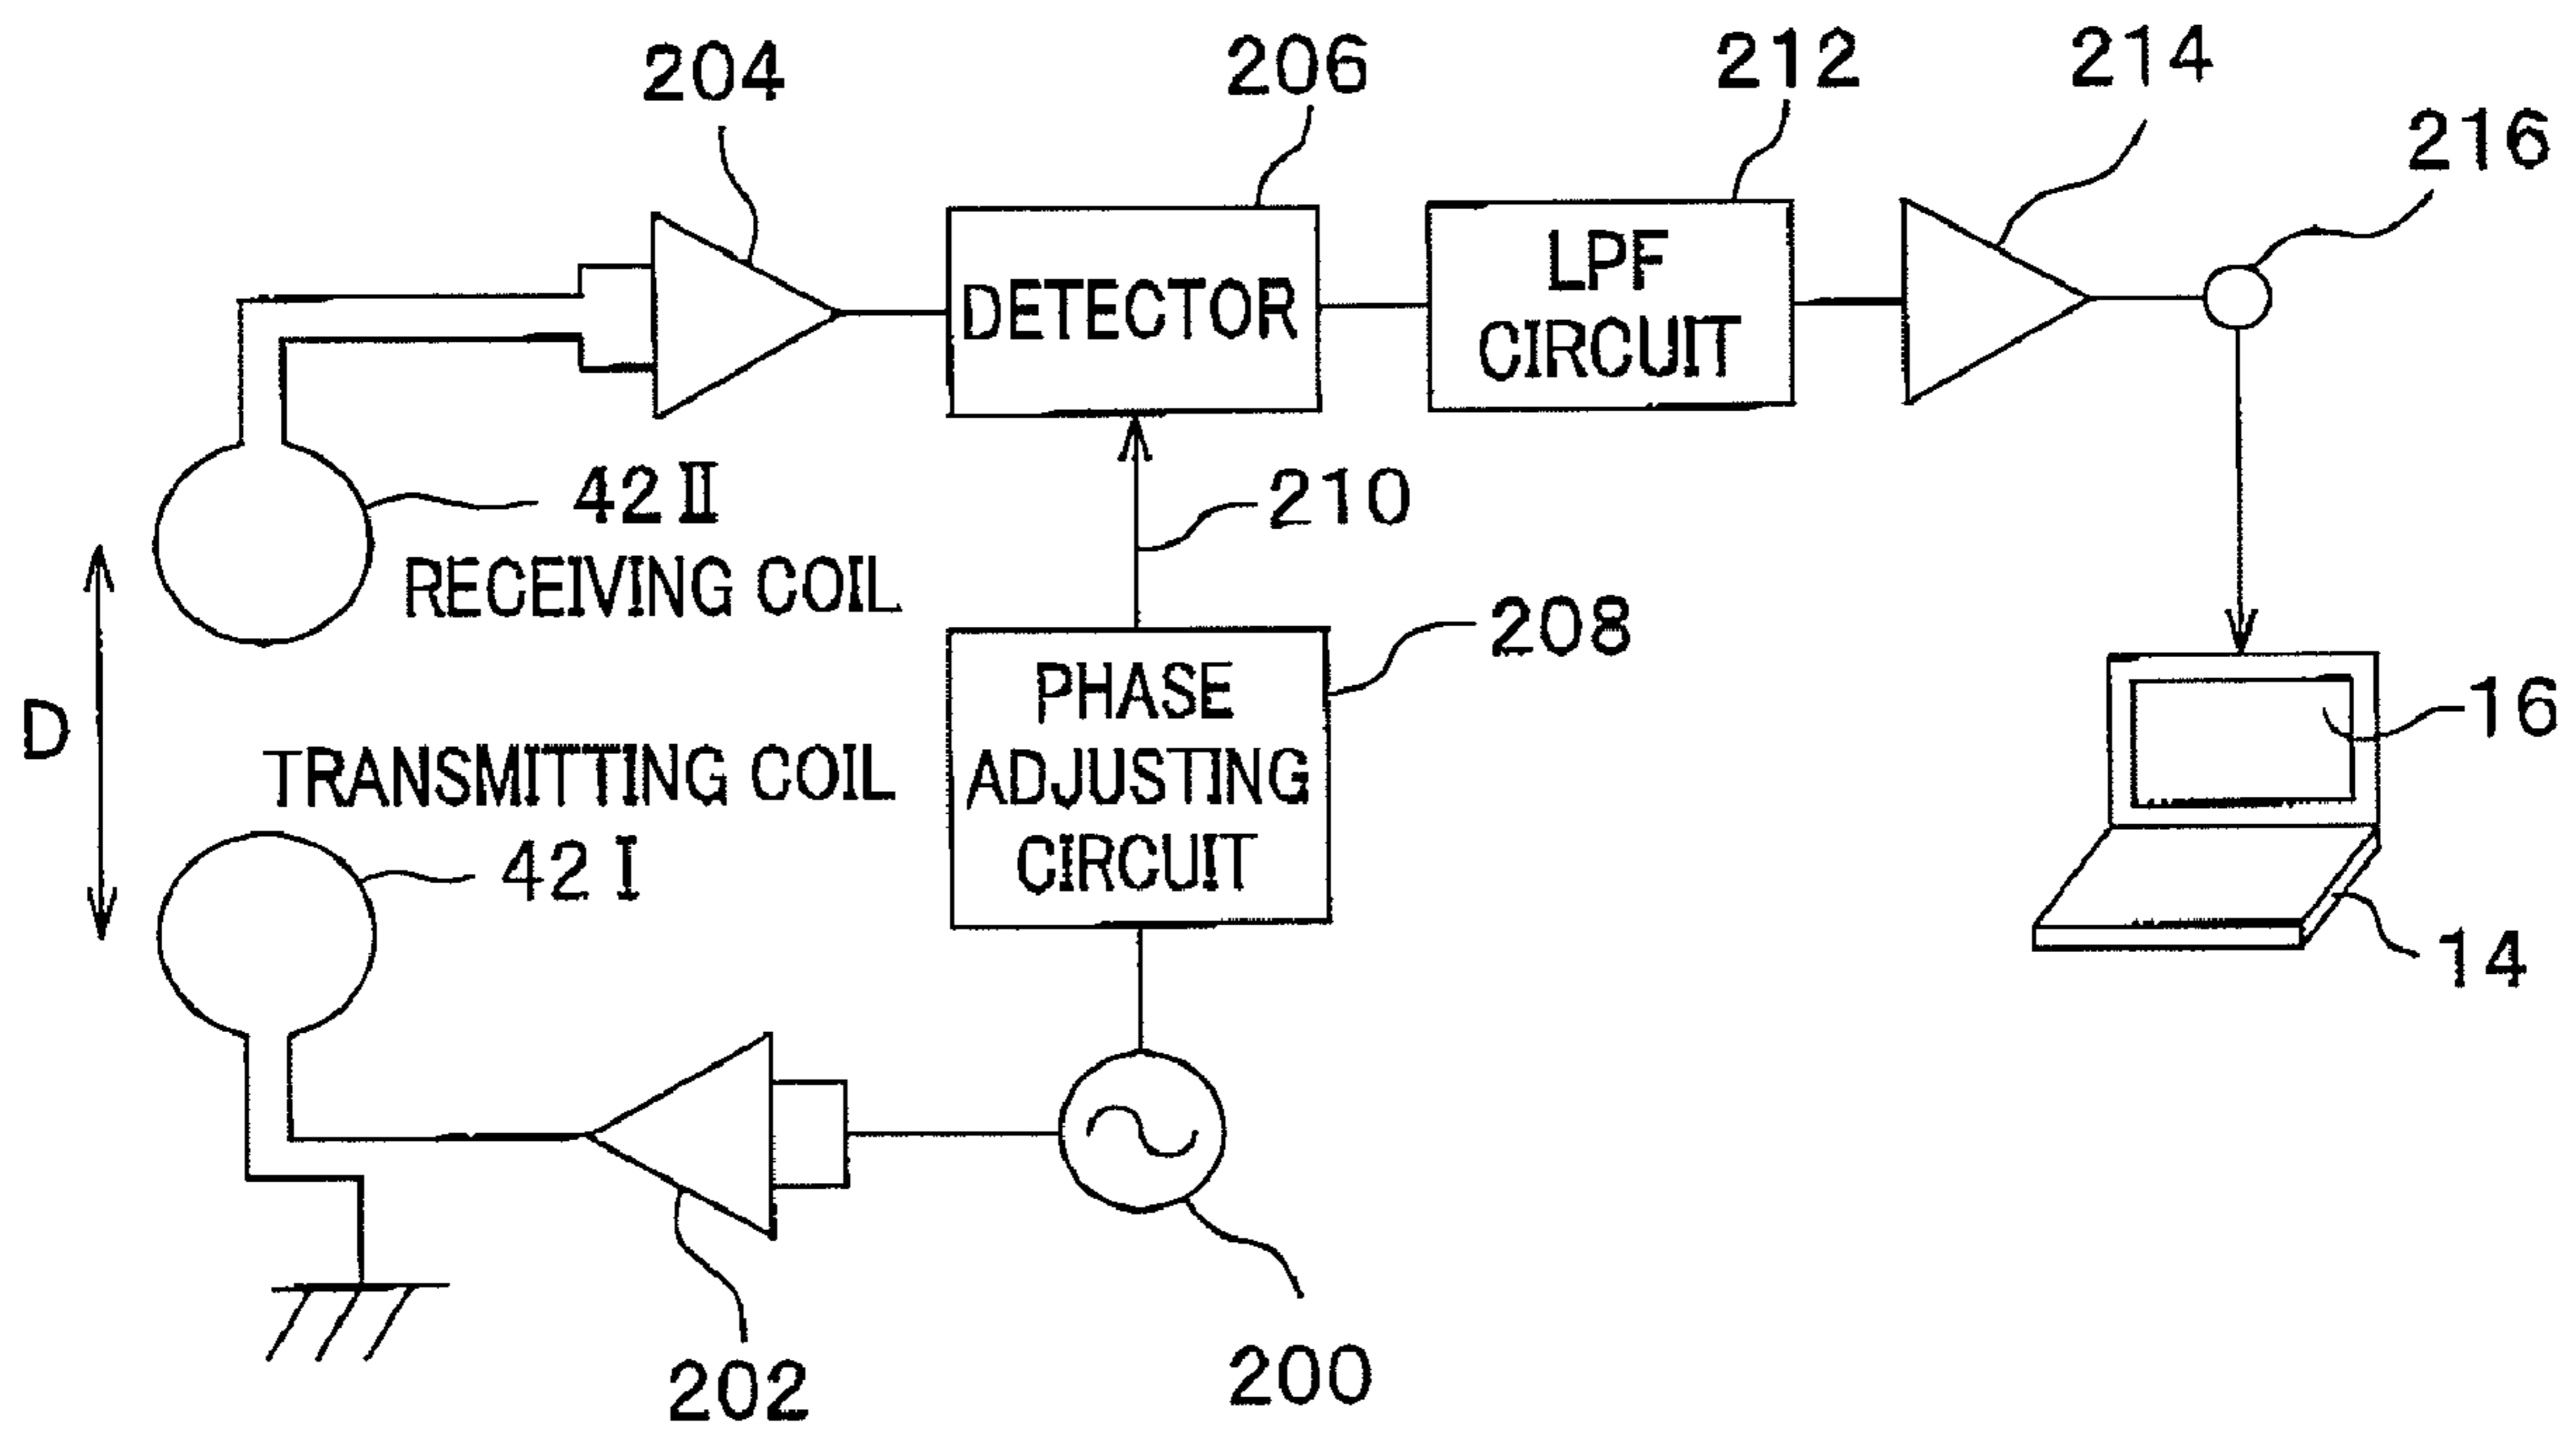 204
206
212
214
216
DETECTOR
LPF
CIRCUIT
42 II
RECEIVING COIL
210
208
D
PHASE
ADJUSTING
CIRCUIT
TRANSMITTING COIL
42 I
16
14
202
200